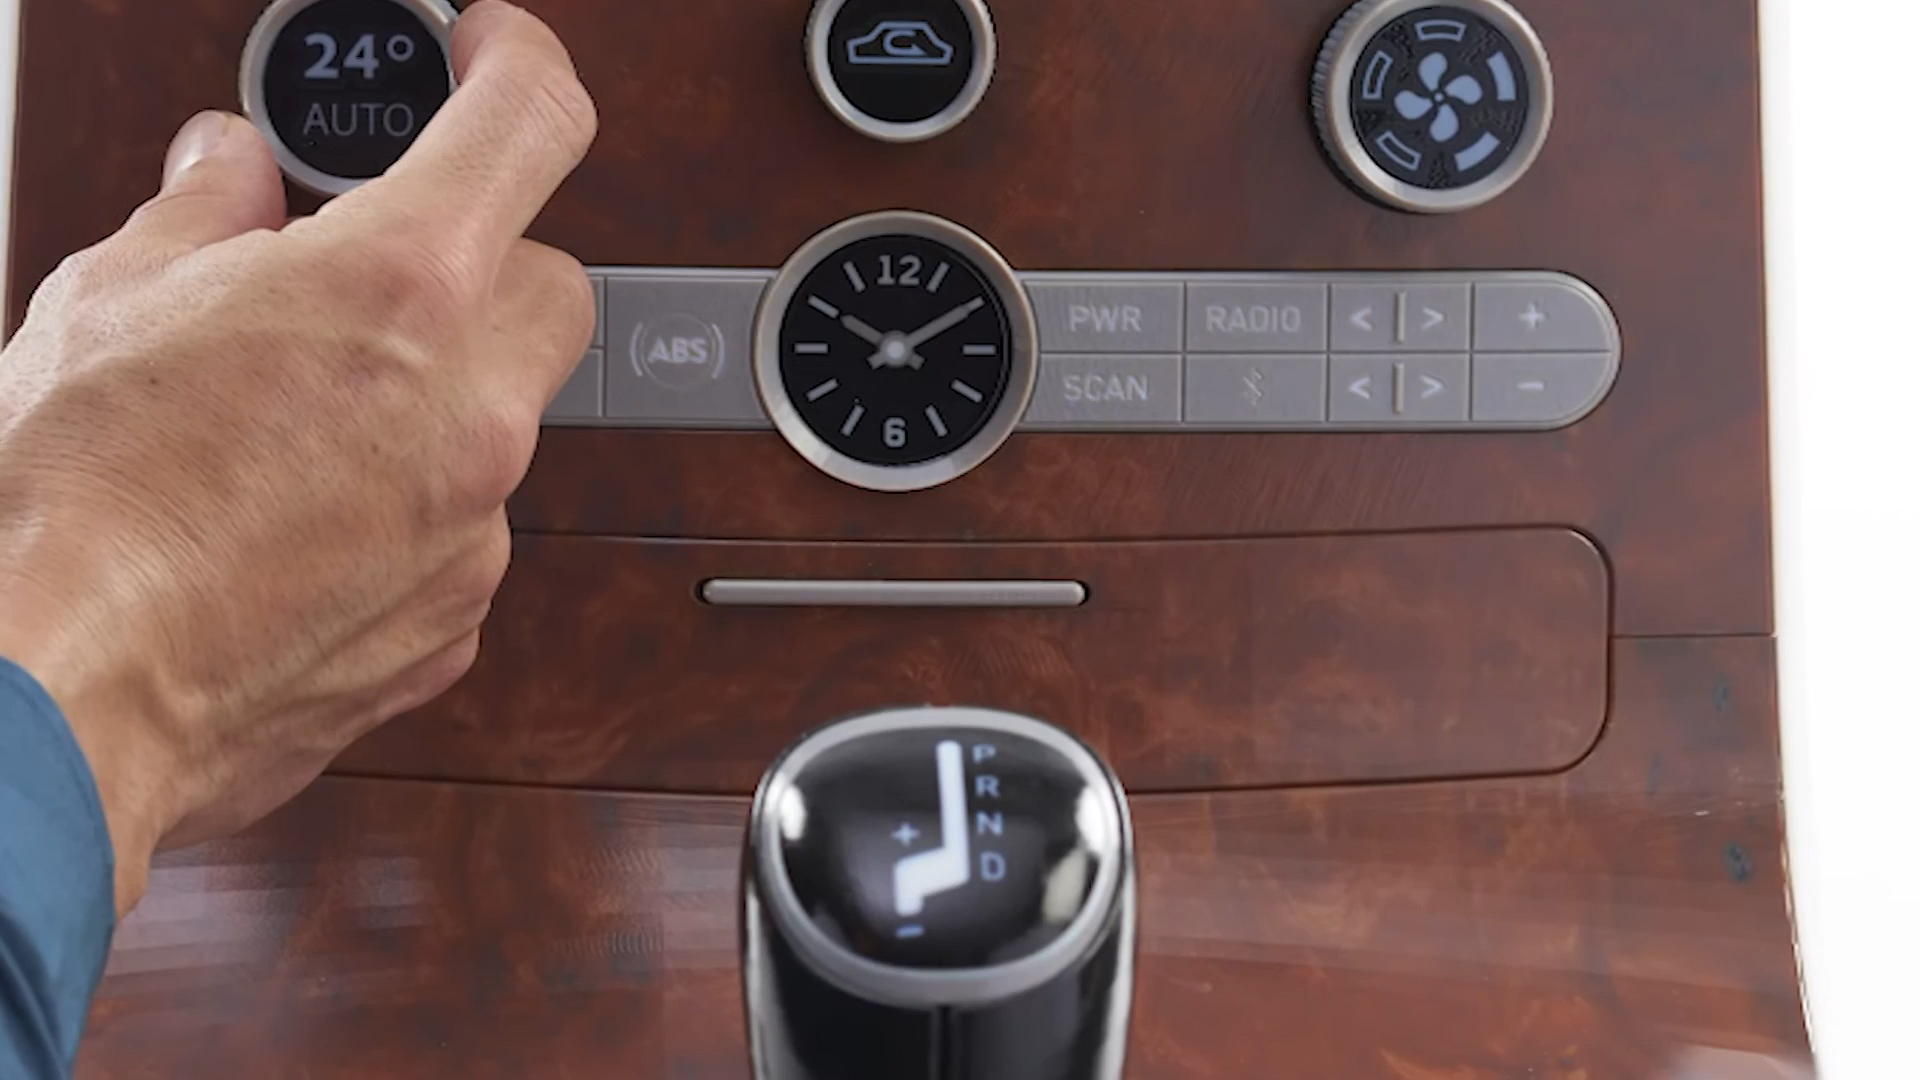 24°
AUTO
12
6
ABS
PWR
RADIO
< | >
+
SCAN
< | >
-
P
R
N
D
+
-